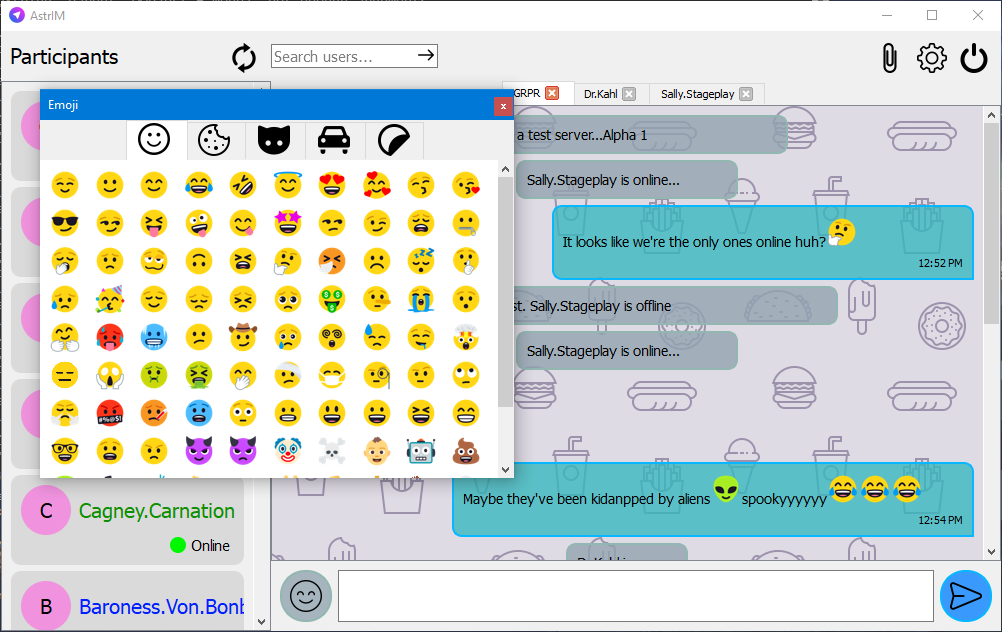 AstrIM
Participants
Search users...
Emoji
x
GRPR
Dr.Kahl
Sally.Stageplay
a test server...Alpha 1
Sally.Stageplay is online...
It looks like we're the only ones online huh?
12:52 PM
st. Sally.Stageplay is offline
Sally.Stageplay is online...
#%@$!
Maybe they've been kidanpped by aliens 👽 spookyyyyyy 😂😂😂
12:54 PM
C
Cagney.Carnation
Online
B
Baroness.Von.Bonb